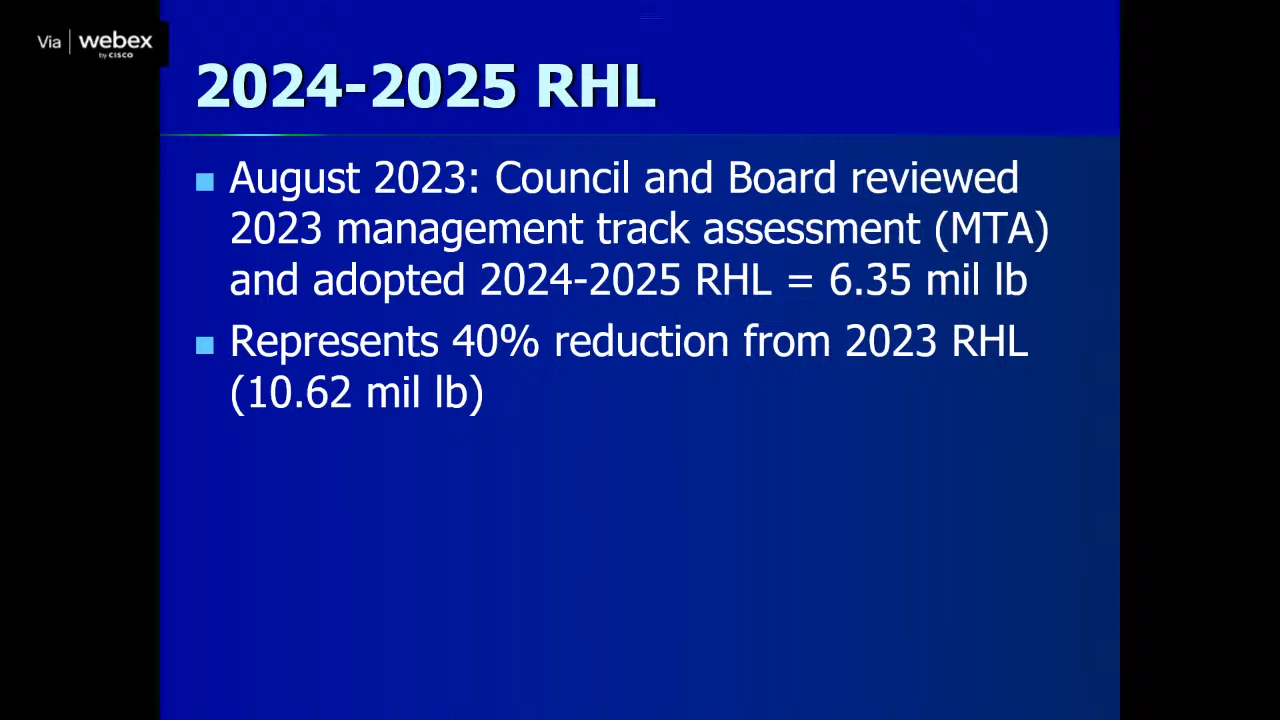 Via webex
by CISCO
2024-2025 RHL
August 2023: Council and Board reviewed
2023 management track assessment (MTA)
and adopted 2024-2025 RHL = 6.35 mil lb
Represents 40% reduction from 2023 RHL
(10.62 mil lb)